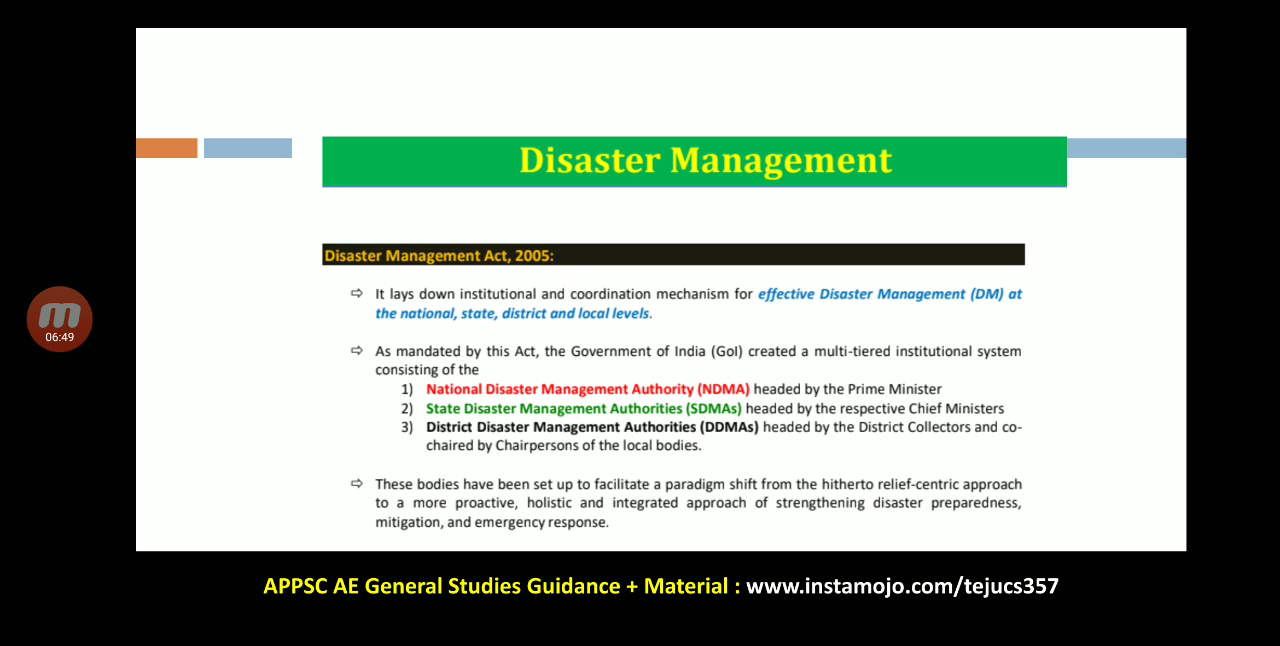 Disaster Management
Disaster Management Act, 2005:
⇨ It lays down institutional and coordination mechanism for effective Disaster Management (DM) at
the national, state, district and local levels.
⇨ As mandated by this Act, the Government of India (GoI) created a multi-tiered institutional system
consisting of the
1) National Disaster Management Authority (NDMA) headed by the Prime Minister
2) State Disaster Management Authorities (SDMAs) headed by the respective Chief Ministers
3) District Disaster Management Authorities (DDMAs) headed by the District Collectors and co-
chaired by Chairpersons of the local bodies.
⇨ These bodies have been set up to facilitate a paradigm shift from the hitherto relief-centric approach
to a more proactive, holistic and integrated approach of strengthening disaster preparedness,
mitigation, and emergency response.
m
06:49
APPSC AE General Studies Guidance + Material : www.instamojo.com/tejucs357